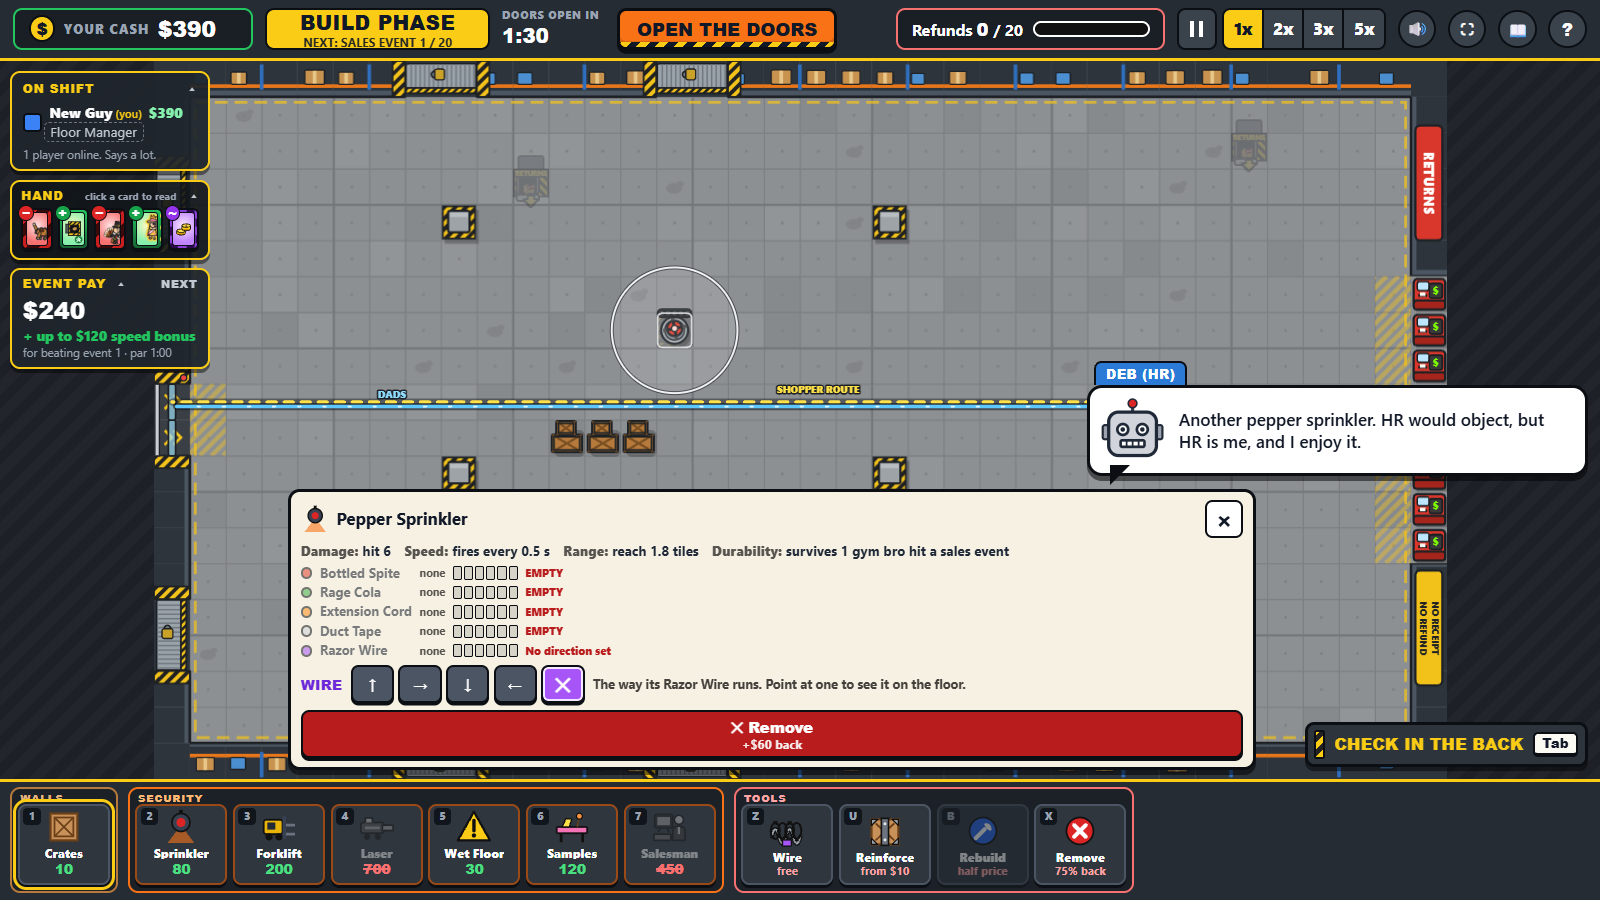 YOUR CASH $390
BUILD PHASE
NEXT: SALES EVENT 1 / 20
DOORS OPEN IN
1:30
OPEN THE DOORS
Refunds 0 / 20
1x 2x 3x 5x
?
ON SHIFT
New Guy (you) $390
Floor Manager
1 player online. Says a lot.
HAND click a card to read
EVENT PAY NEXT
$240
+ up to $120 speed bonus
for beating event 1 · par 1:00
RETURNS
RETURNS
RETURNS
DADS
SHOPPER ROUTE
DEB (HR)
Another pepper sprinkler. HR would object, but
HR is me, and I enjoy it.
NO RECEIPT
NO REFUND
Pepper Sprinkler
×
Damage: hit 6 Speed: fires every 0.5 s Range: reach 1.8 tiles Durability: survives 1 gym bro hit a sales event
Bottled Spite none EMPTY
Rage Cola none EMPTY
Extension Cord none EMPTY
Duct Tape none EMPTY
Razor Wire none No direction set
WIRE ↑ → ↓ ← ✕ The way its Razor Wire runs. Point at one to see it on the floor.
✕ Remove
+$60 back
CHECK IN THE BACK Tab
WALLS
1
Crates
10
SECURITY
2
Sprinkler
80
3
Forklift
200
4
Laser
700
5
Wet Floor
30
6
Samples
120
7
Salesman
450
TOOLS
Z
Wire
free
U
Reinforce
from $10
B
Rebuild
half price
X
Remove
75% back